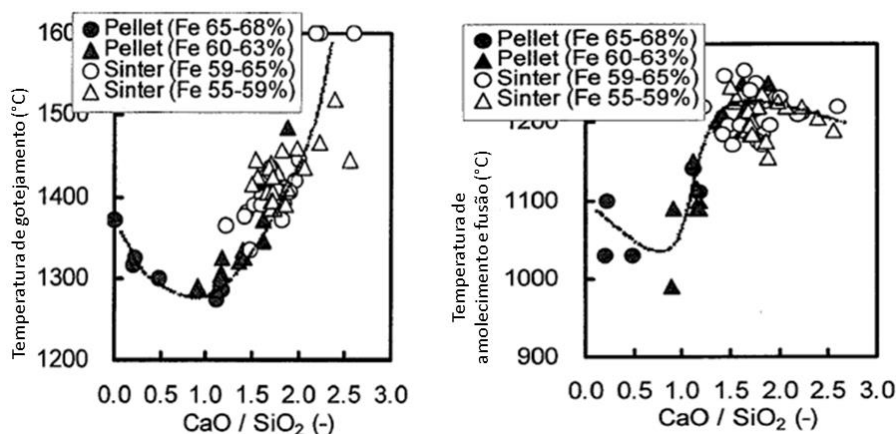 Temperatura de gotejamento (°C)
1600
1500
1400
1300
1200
Pellet (Fe 65-68%)
Pellet (Fe 60-63%)
Sinter (Fe 59-65%)
Sinter (Fe 55-59%)
0.0 0.5 1.0 1.5 2.0 2.5 3.0
CaO / SiO₂ (-)
Temperatura de
amolecimento e fusão (°C)
Pellet (Fe 65-68%)
Pellet (Fe 60-63%)
Sinter (Fe 59-65%)
Sinter (Fe 55-59%)
1200
1100
1000
900
0.0 0.5 1.0 1.5 2.0 2.5 3.0
CaO / SiO₂ (-)